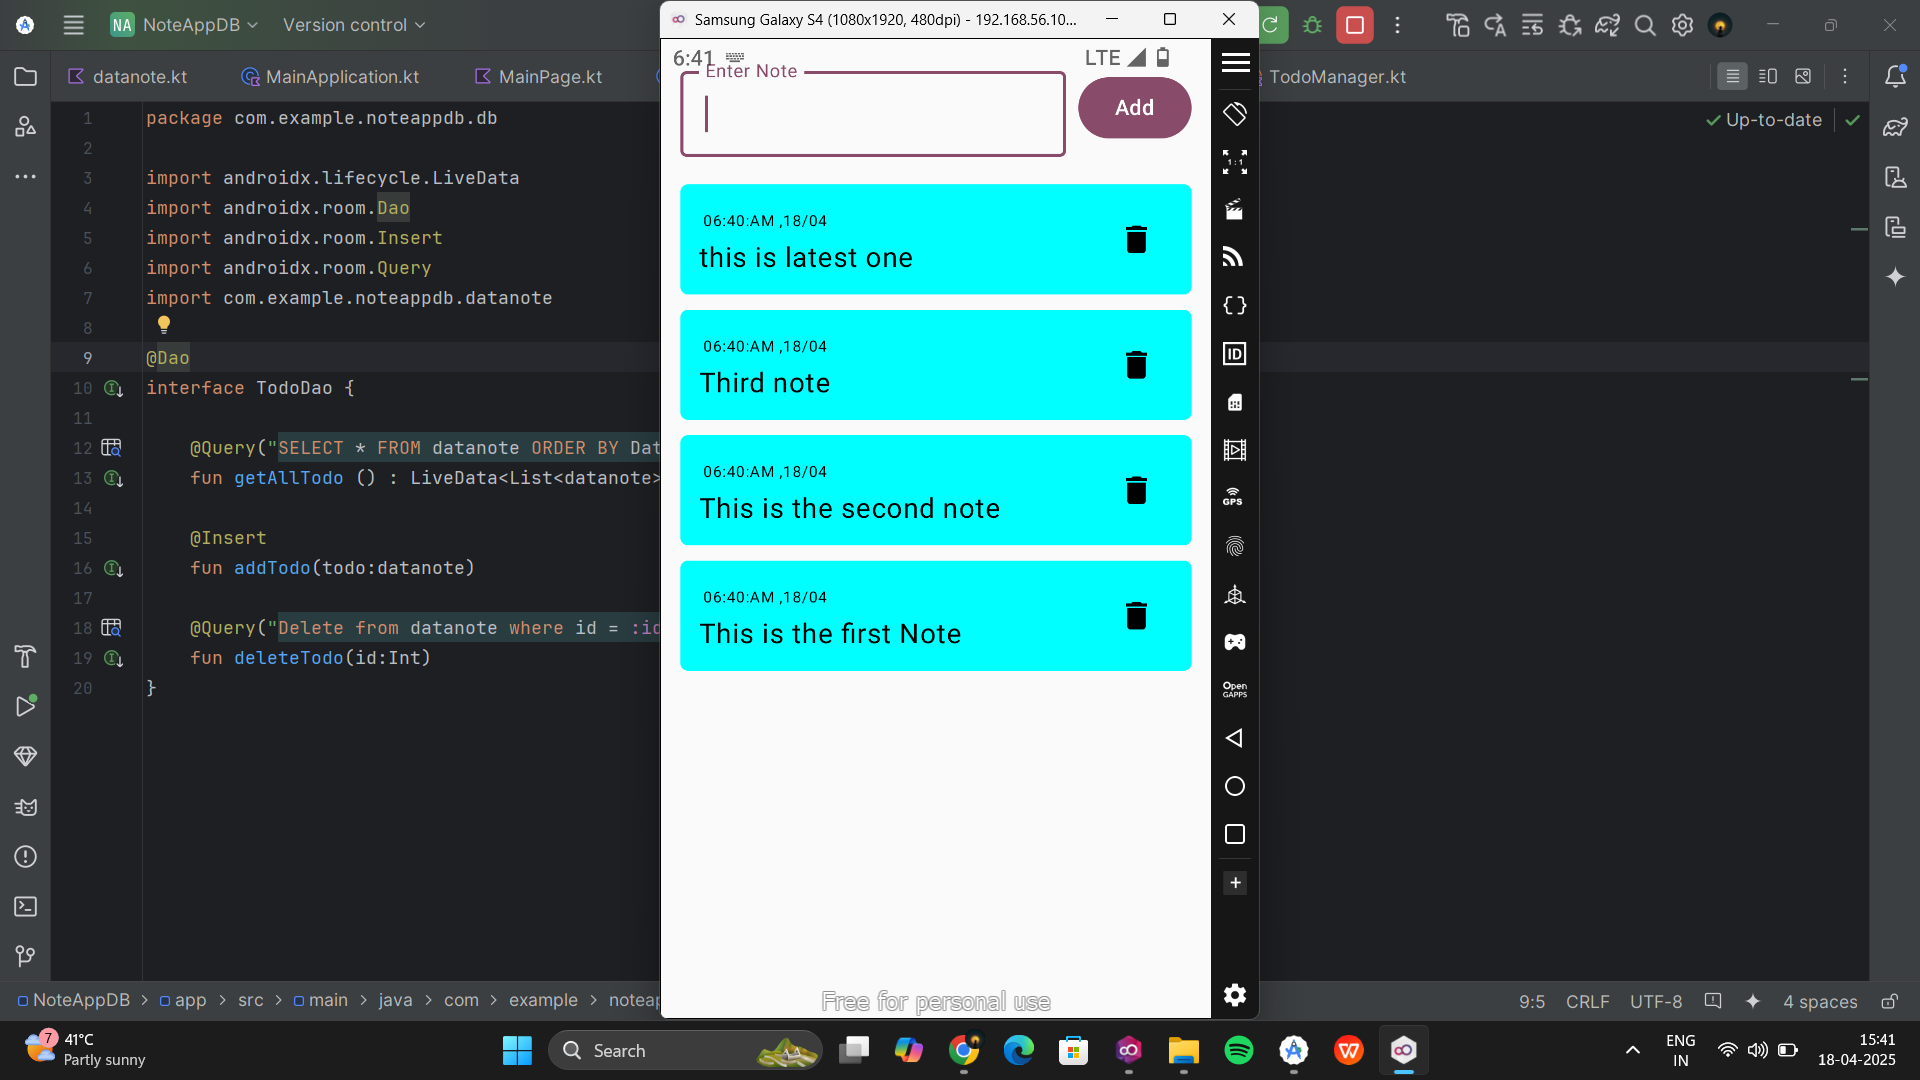 NA NoteAppDB Version control
datanote.kt MainApplication.kt MainPage.kt TodoManager.kt
Up-to-date
1 package com.example.noteappdb.db
2
3 import androidx.lifecycle.LiveData
4 import androidx.room.Dao
5 import androidx.room.Insert
6 import androidx.room.Query
7 import com.example.noteappdb.datanote
8
9 @Dao
10 interface TodoDao {
11
12 @Query("SELECT * FROM datanote ORDER BY Dat
13 fun getAllTodo () : LiveData<List<datanote>
14
15 @Insert
16 fun addTodo(todo:datanote)
17
18 @Query("Delete from datanote where id = :id
19 fun deleteTodo(id:Int)
20 }
Samsung Galaxy S4 (1080x1920, 480dpi) - 192.168.56.10...
6:41 LTE
Enter Note
Add
06:40:AM ,18/04
this is latest one
06:40:AM ,18/04
Third note
06:40:AM ,18/04
This is the second note
06:40:AM ,18/04
This is the first Note
Free for personal use
1:1
ID
GPS
Open
GAPPS
NoteAppDB > app > src > main > java > com > example > noteap
9:5 CRLF UTF-8 4 spaces
7
41°C
Partly sunny
Search
ENG
IN
15:41
18-04-2025